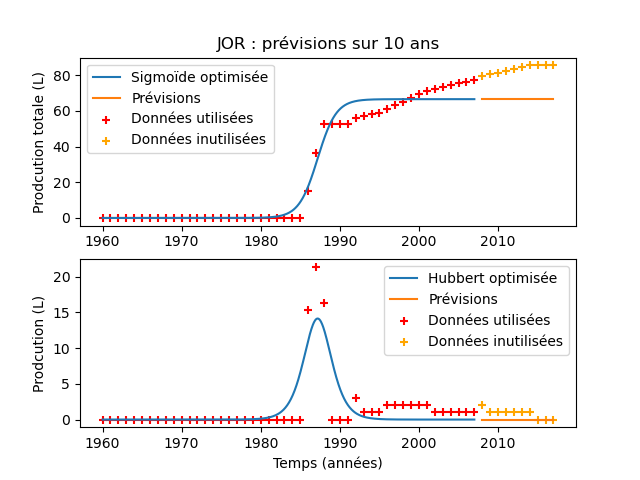 JOR : prévisions sur 10 ans
Prodcution totale (L)
80
60
40
20
0
Sigmoïde optimisée
Prévisions
Données utilisées
Données inutilisées
1960 1970 1980 1990 2000 2010
Prodcution (L)
20
15
10
5
0
Hubbert optimisée
Prévisions
Données utilisées
Données inutilisées
1960 1970 1980 1990 2000 2010
Temps (années)